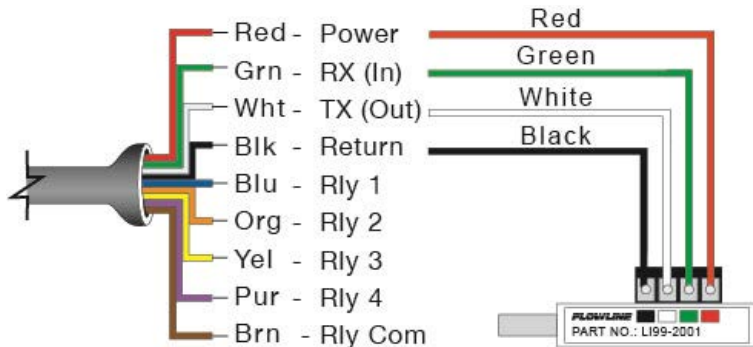 Red - Power Red
Grn - RX (In) Green
Wht - TX (Out) White
Blk - Return Black
Blu - Rly 1
Org - Rly 2
Yel - Rly 3
Pur - Rly 4
Brn - Rly Com
FLOWLINE
PART NO.: LI99-2001